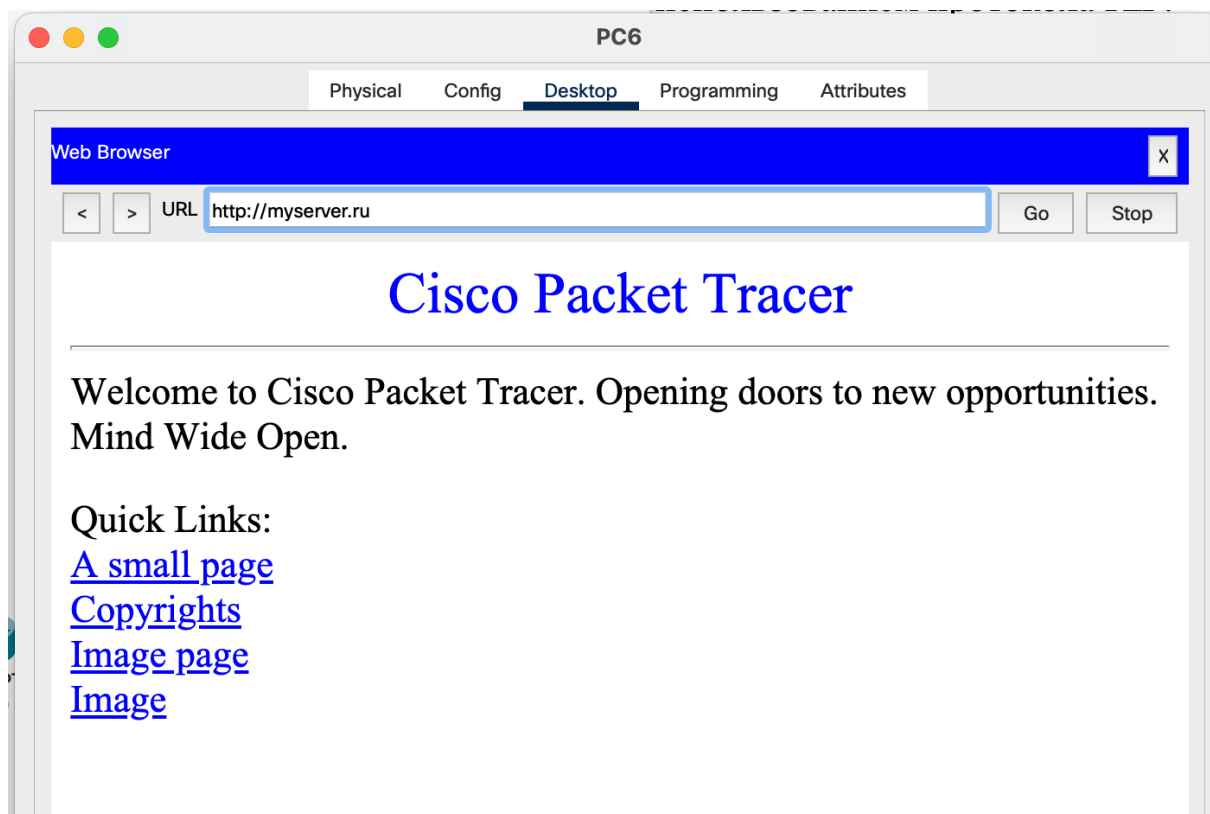 PC6
Physical Config Desktop Programming Attributes
Web Browser
X
< > URL http://myserver.ru Go Stop
Cisco Packet Tracer
Welcome to Cisco Packet Tracer. Opening doors to new opportunities.
Mind Wide Open.
Quick Links:
A small page
Copyrights
Image page
Image